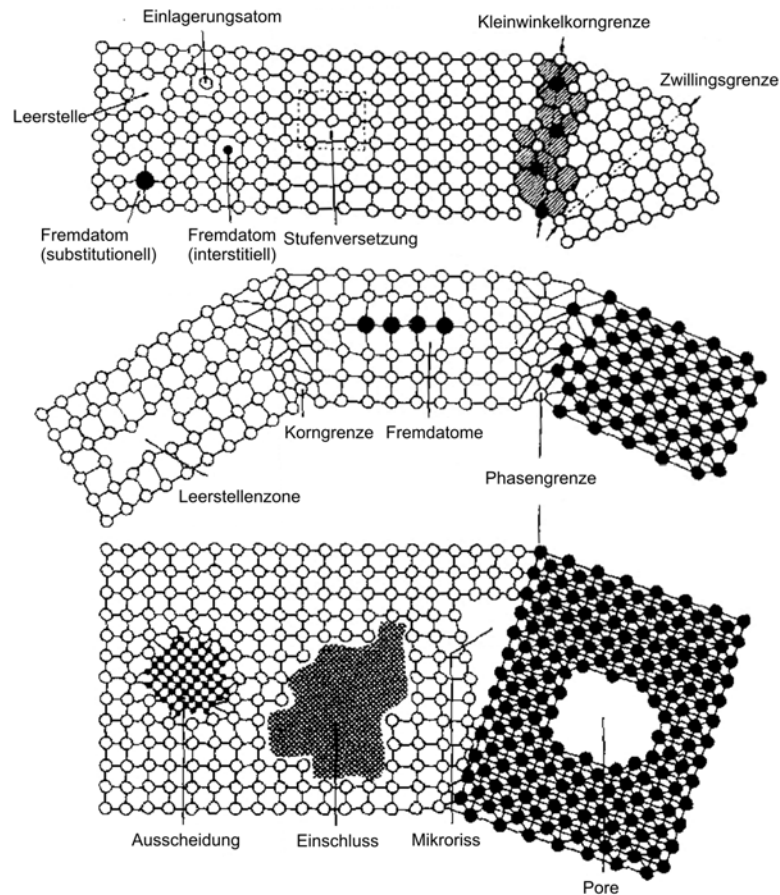 Einlagerungsatom
Kleinwinkelkorngrenze
Zwillingsgrenze
Leerstelle
Fremdatom
(substitutionell)
Fremdatom
(interstitiell)
Stufenversetzung
Korngrenze
Fremdatome
Leerstellenzone
Phasengrenze
Ausscheidung
Einschluss
Mikroriss
Pore